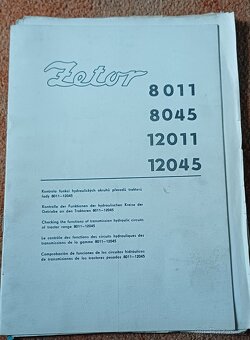 Zetor
8011
8045
12011
12045
Kontrola funkcí hydraulických okruhů převodů traktorů
řady 8011–12045
Kontrolle der Funktionen der hydraulischen Kreise der
Getriebe an den Traktoren 8011–12045
Checking the functions of transmission hydraulic circuits
of tractor range 8011–12045
Le contrôle des fonctions des circuits hydrauliques des
transmissions de la gamme 8011–12045
Comprobación de funciones de los circuitos hidráulicos
de transmisiones de los tractores pesados 8011–12045